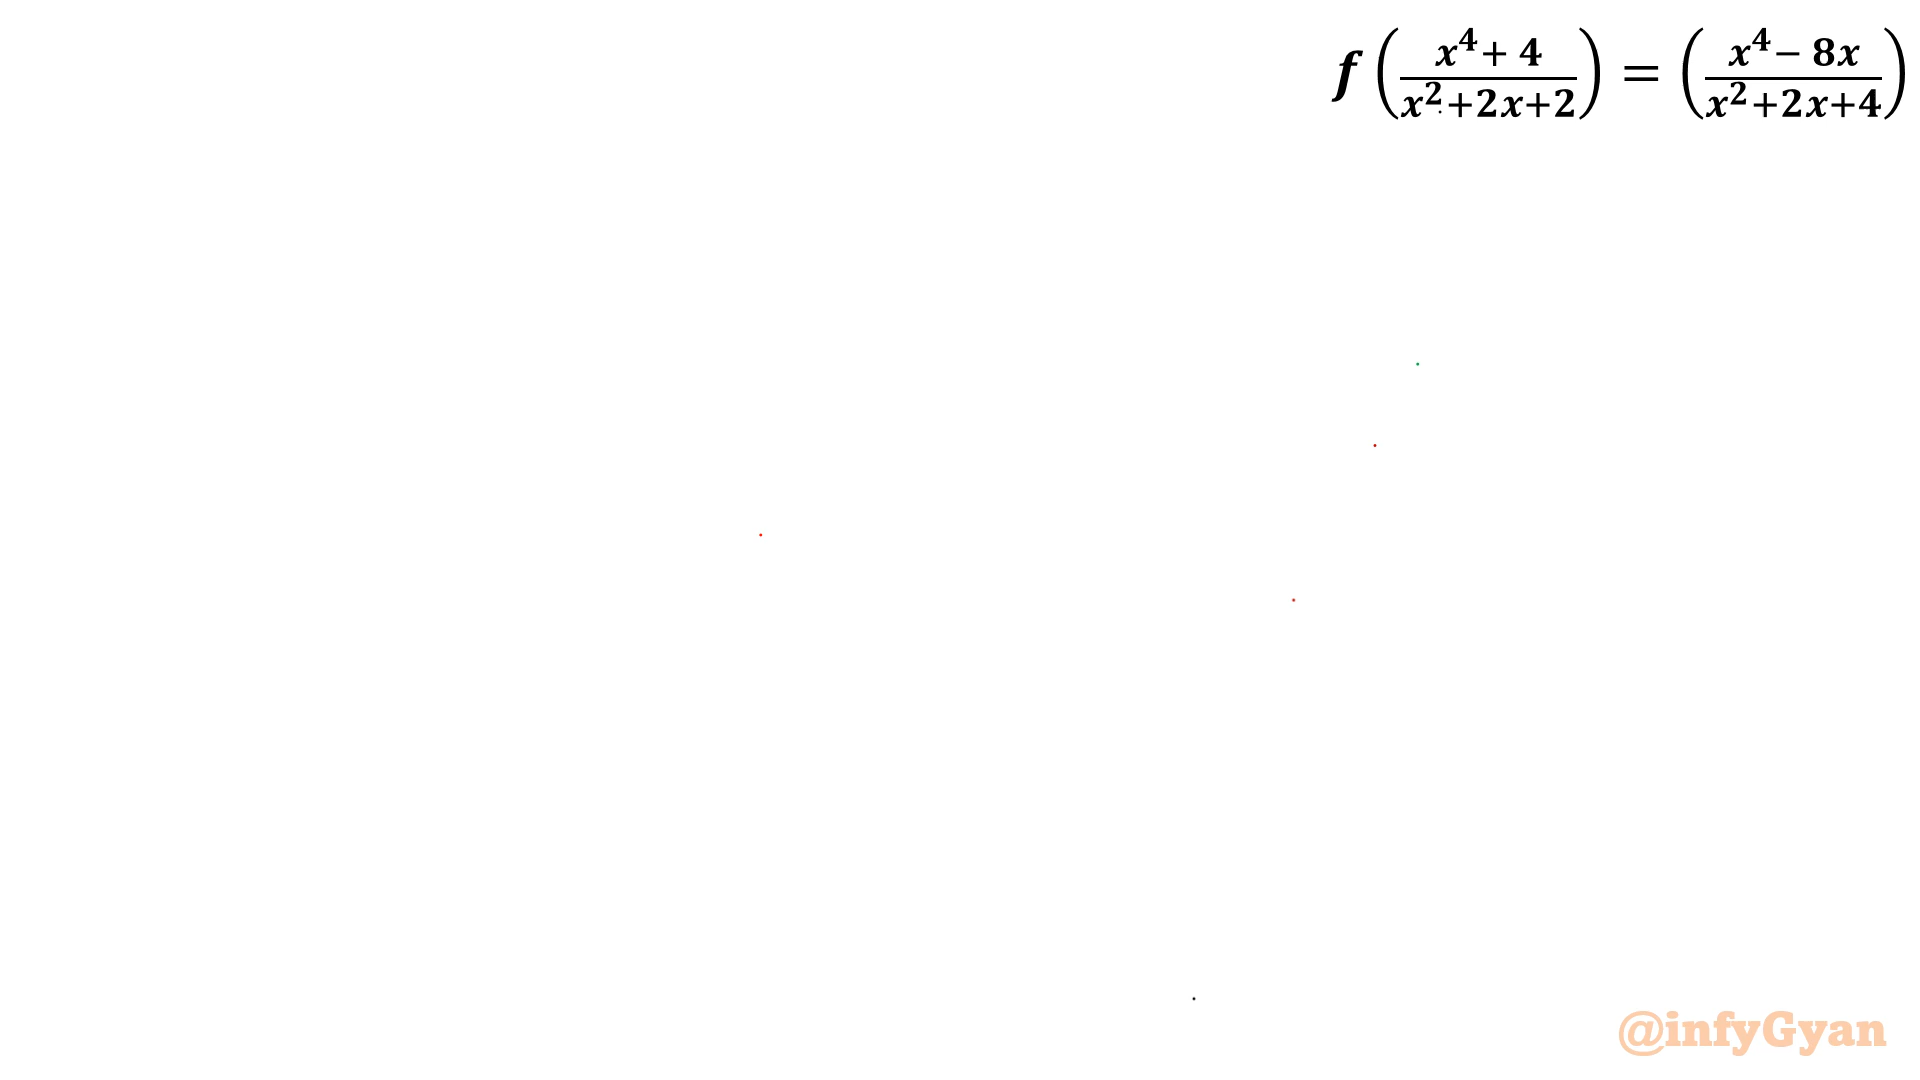 f((x⁴+ 4)/(x²+2x+2)) = ((x⁴− 8x)/(x²+2x+4))
@infyGyan